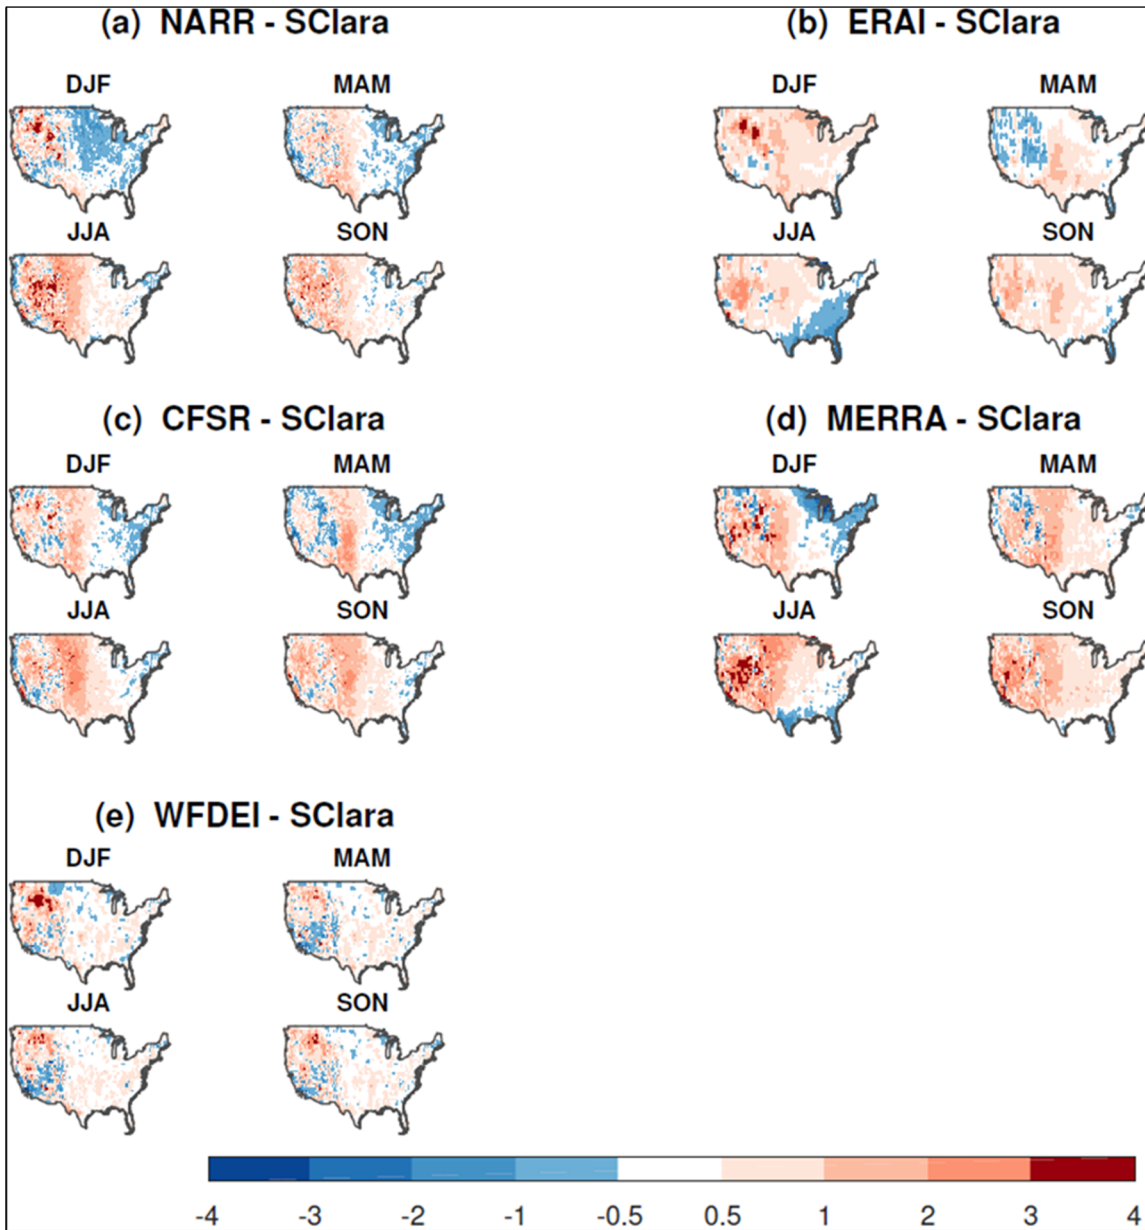 (a) NARR - SClara
(b) ERAI - SClara
DJF
MAM
DJF
MAM
JJA
SON
JJA
SON
(c) CFSR - SClara
(d) MERRA - SClara
DJF
MAM
DJF
MAM
JJA
SON
JJA
SON
(e) WFDEI - SClara
DJF
MAM
JJA
SON
-4 -3 -2 -1 -0.5 0.5 1 2 3 4